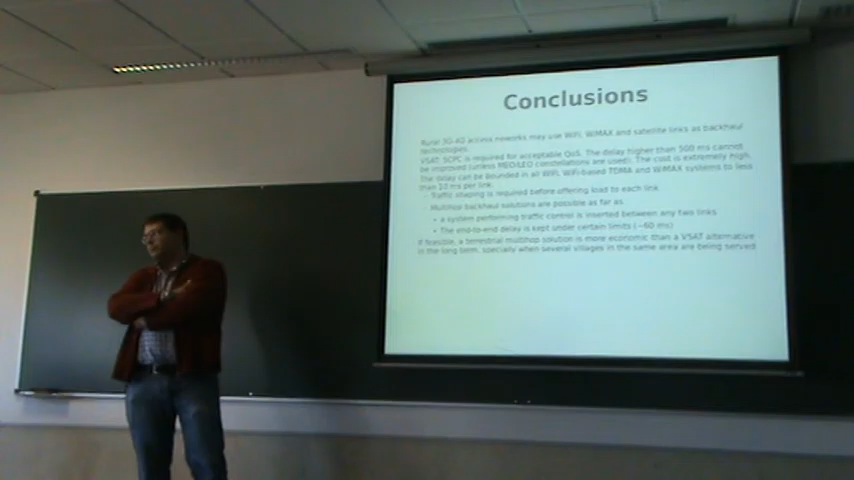 Conclusions
Rural 3G-4G access neworks may use WiFi, WiMAX and satellite links as backhaul
technologies.
VSAT, SCPC is required for acceptable QoS. The delay higher than 500 ms cannot
be improved (unless MEO/LEO constellations are used). The cost is extremely high.
The delay can be bounded in all WiFi, WiFi-based TDMA and WiMAX systems to less
than 10 ms per link.
– Traffic shaping is required before offering load to each link
Multihop backhaul solutions are possible as far as
• a system performing traffic control is inserted between any two links
• The end-to-end delay is kept under certain limits (~60 ms)
If feasible, a terrestrial multihop solution is more economic than a VSAT alternative
in the long term, specially when several villages in the same area are being served